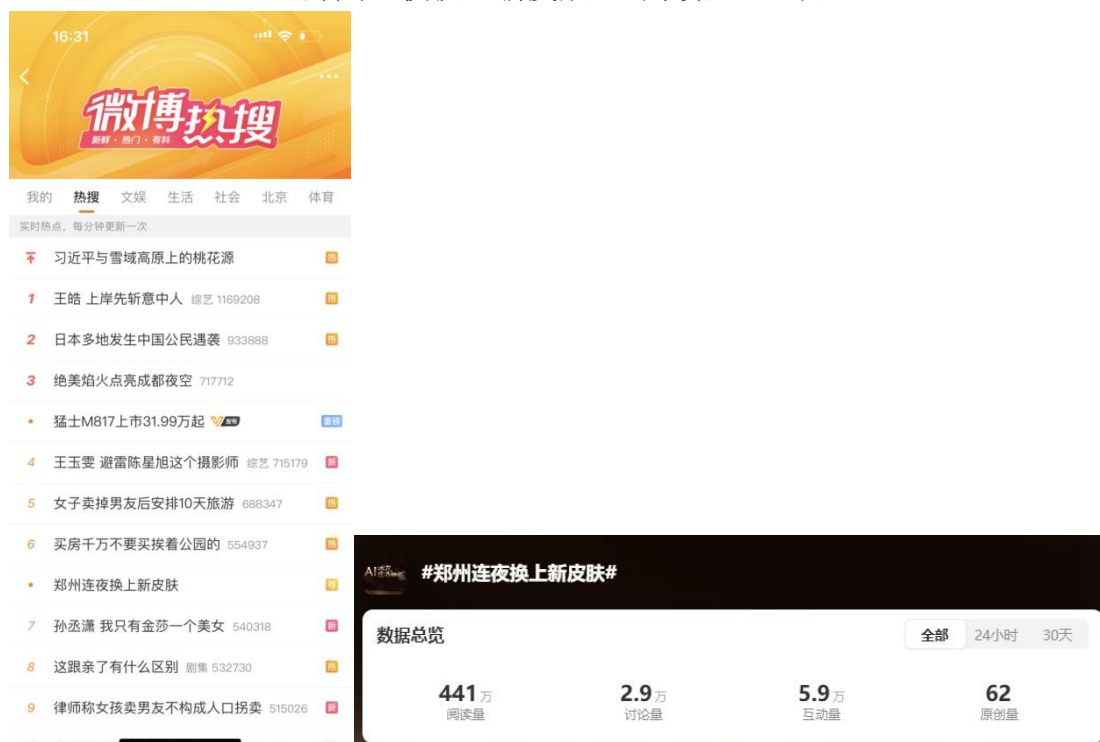 16:31
微博热搜
新鲜·热门·有料
我的 热搜 文娱 生活 社会 北京 体育
实时热点，每分钟更新一次
习近平与雪域高原上的桃花源 热
1 王皓 上岸先斩意中人 综艺 1169208 热
2 日本多地发生中国公民遇袭 933888 热
3 绝美焰火点亮成都夜空 717712
• 猛士M817上市31.99万起 发布 重磅
4 王玉雯 避雷陈星旭这个摄影师 综艺 715179 新
5 女子卖掉男友后安排10天旅游 688347 热
6 买房千万不要买挨着公园的 554937 热
• 郑州连夜换上新皮肤 荐
7 孙丞潇 我只有金莎一个美女 540318 新
8 这跟亲了有什么区别 剧集 532730 热
9 律师称女孩卖男友不构成人口拐卖 515026 新
#郑州连夜换上新皮肤#
数据总览 全部 24小时 30天
441万 2.9万 5.9万 62
阅读量 讨论量 互动量 原创量